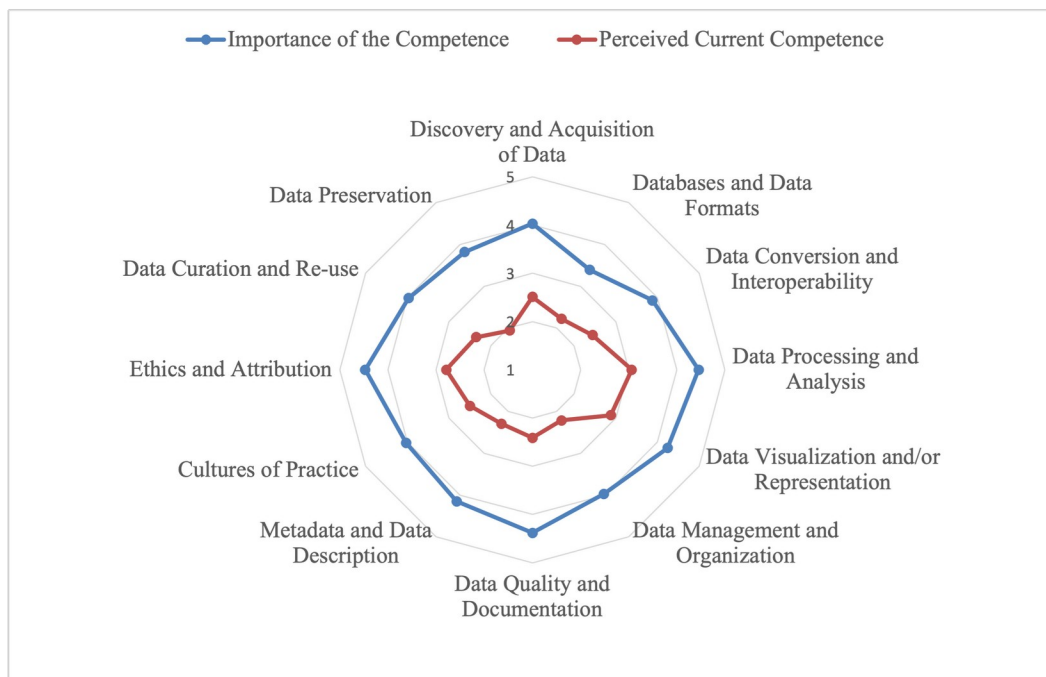 Importance of the Competence
Perceived Current Competence
Discovery and Acquisition
of Data
Databases and Data
Formats
Data Conversion and
Interoperability
Data Processing and
Analysis
Data Visualization and/or
Representation
Data Management and
Organization
Data Quality and
Documentation
Metadata and Data
Description
Cultures of Practice
Ethics and Attribution
Data Curation and Re-use
Data Preservation
5
4
3
2
1